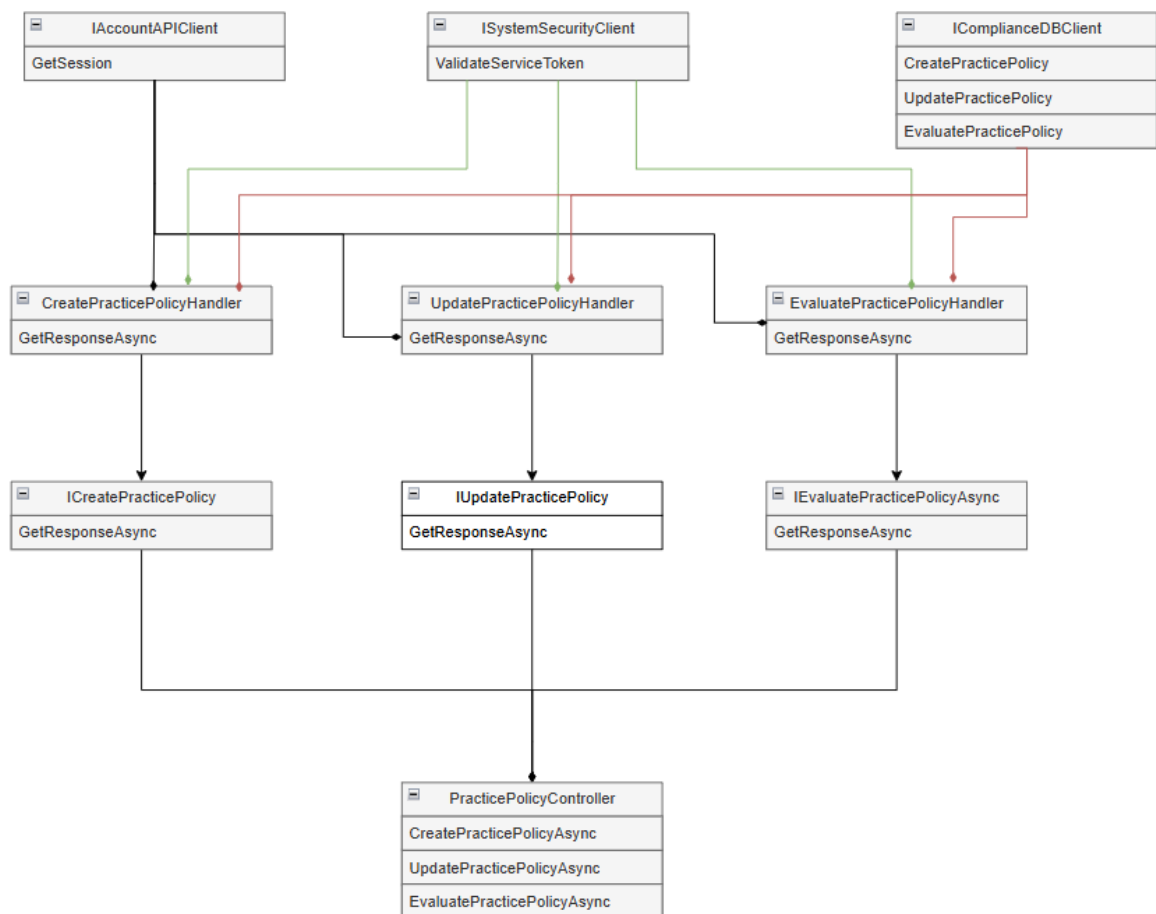 IAccountAPIClient
GetSession
ISystemSecurityClient
ValidateServiceToken
IComplianceDBClient
CreatePracticePolicy
UpdatePracticePolicy
EvaluatePracticePolicy
CreatePracticePolicyHandler
GetResponseAsync
UpdatePracticePolicyHandler
GetResponseAsync
EvaluatePracticePolicyHandler
GetResponseAsync
ICreatePracticePolicy
GetResponseAsync
IUpdatePracticePolicy
GetResponseAsync
IEvaluatePracticePolicyAsync
GetResponseAsync
PracticePolicyController
CreatePracticePolicyAsync
UpdatePracticePolicyAsync
EvaluatePracticePolicyAsync